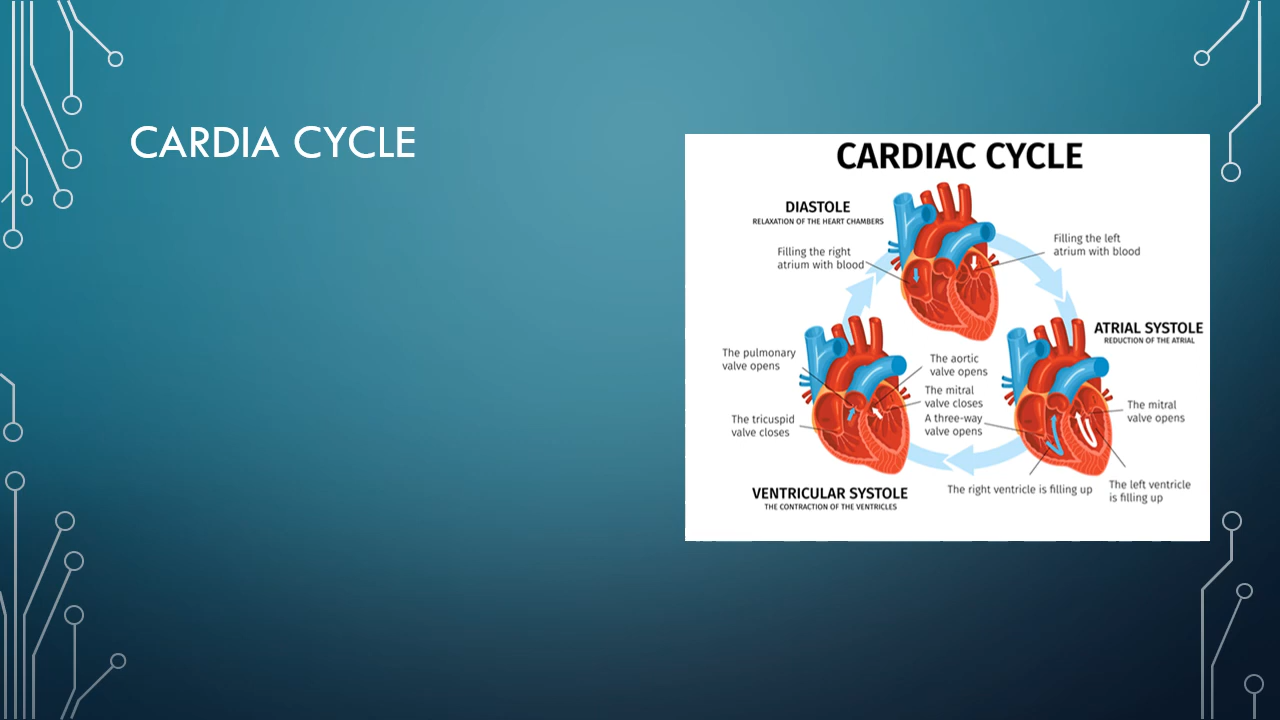 CARDIA CYCLE
CARDIAC CYCLE
DIASTOLE
RELAXATION OF THE HEART CHAMBERS
Filling the right
atrium with blood
Filling the left
atrium with blood
ATRIAL SYSTOLE
REDUCTION OF THE ATRIAL
The pulmonary
valve opens
The aortic
valve opens
The mitral
valve closes
A three-way
valve opens
The tricuspid
valve closes
The mitral
valve opens
The right ventricle is filling up
The left ventricle
is filling up
VENTRICULAR SYSTOLE
THE CONTRACTION OF THE VENTRICLES